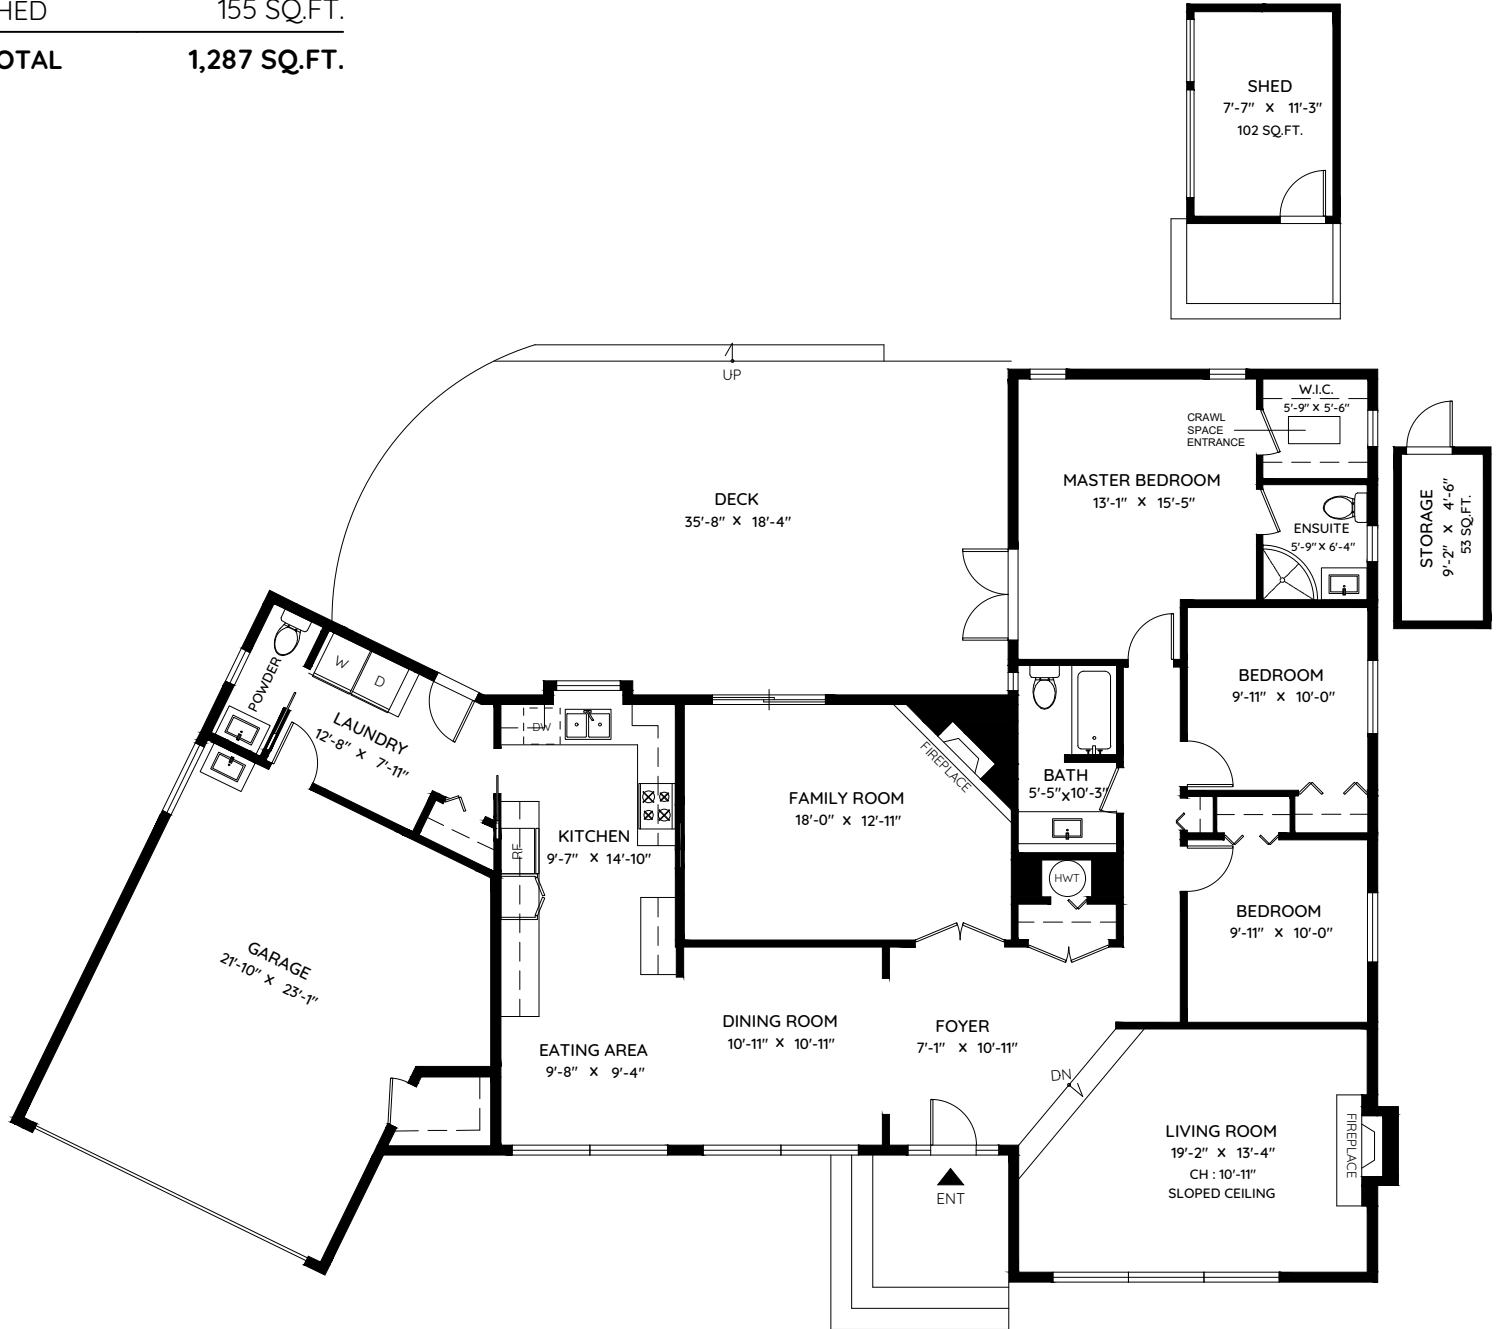 HED 155 SQ.FT.
OTAL 1,287 SQ.FT.
SHED
7'-7" X 11'-3"
102 SQ.FT.
UP
W.I.C.
5'-9" X 5'-6"
CRAWL
SPACE
ENTRANCE
MASTER BEDROOM
13'-1" X 15'-5"
DECK
35'-8" X 18'-4"
ENSUITE
5'-9" X 6'-4"
STORAGE
9'-2" X 4'-6"
53 SQ.FT.
POWDER
W
D
LAUNDRY
12'-8" X 7'-11"
DW
FIREPLACE
BEDROOM
9'-11" X 10'-0"
BATH
5'-5" X 10'-3"
FAMILY ROOM
18'-0" X 12'-11"
KITCHEN
9'-7" X 14'-10"
RF
HWT
BEDROOM
9'-11" X 10'-0"
GARAGE
21'-10" X 23'-1"
DINING ROOM
10'-11" X 10'-11"
FOYER
7'-1" X 10'-11"
EATING AREA
9'-8" X 9'-4"
DN
LIVING ROOM
19'-2" X 13'-4"
CH : 10'-11"
SLOPED CEILING
FIREPLACE
ENT